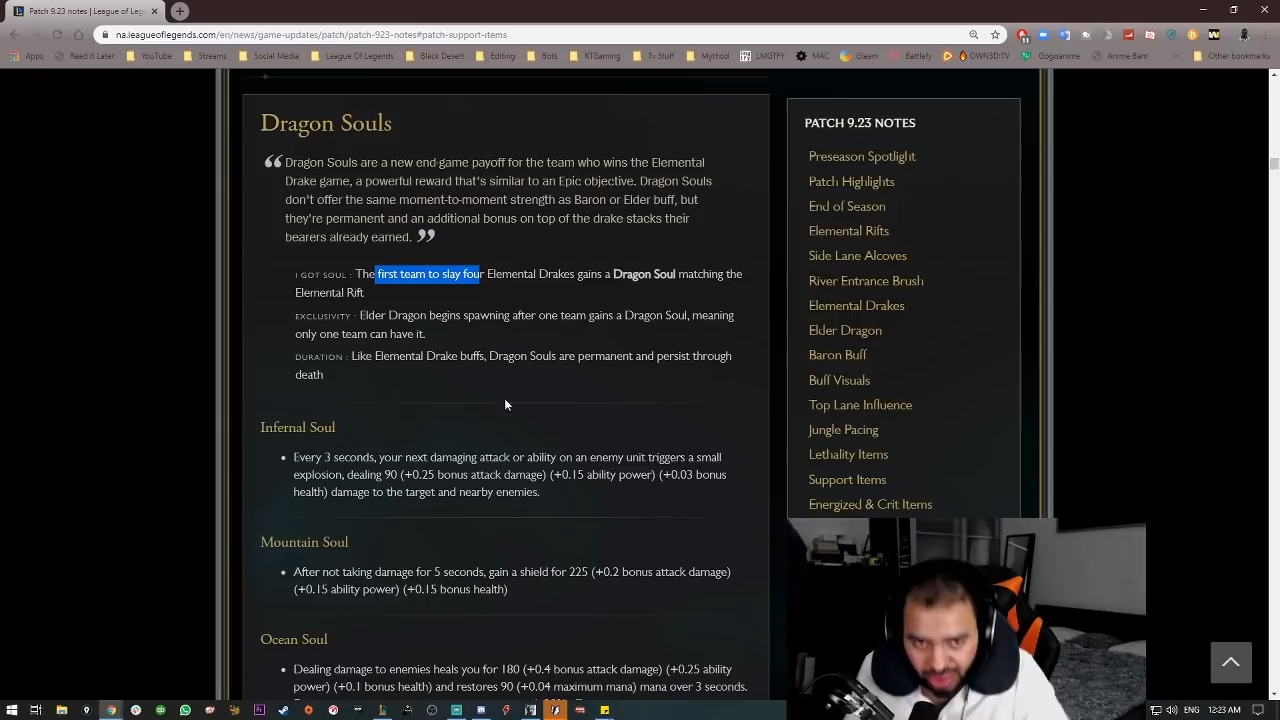 Patch 9.23 notes | League of Leg
na.leagueoflegends.com/en/news/game-updates/patch/patch-923-notes#patch-support-items
Apps
Read It Later
YouTube
Streams
Social Media
League Of Legends
Black Desert
Editing
Bots
KTGaming
Tv Stuff
Mythod
LMGTFY
MAC
Gleam
Battlefy
OWN3D.TV
Gogoanime
Anime Bam
Other bookmarks
Dragon Souls
Dragon Souls are a new end-game payoff for the team who wins the Elemental
Drake game, a powerful reward that's similar to an Epic objective. Dragon Souls
don't offer the same moment-to-moment strength as Baron or Elder buff, but
they're permanent and an additional bonus on top of the drake stacks their
bearers already earned.
I GOT SOUL : The first team to slay four Elemental Drakes gains a Dragon Soul matching the
Elemental Rift
EXCLUSIVITY : Elder Dragon begins spawning after one team gains a Dragon Soul, meaning
only one team can have it.
DURATION : Like Elemental Drake buffs, Dragon Souls are permanent and persist through
death
Infernal Soul
Every 3 seconds, your next damaging attack or ability on an enemy unit triggers a small
explosion, dealing 90 (+0.25 bonus attack damage) (+0.15 ability power) (+0.03 bonus
health) damage to the target and nearby enemies.
Mountain Soul
After not taking damage for 5 seconds, gain a shield for 225 (+0.2 bonus attack damage)
(+0.15 ability power) (+0.15 bonus health)
Ocean Soul
Dealing damage to enemies heals you for 180 (+0.4 bonus attack damage) (+0.25 ability
power) (+0.1 bonus health) and restores 90 (+0.04 maximum mana) mana over 3 seconds.
PATCH 9.23 NOTES
Preseason Spotlight
Patch Highlights
End of Season
Elemental Rifts
Side Lane Alcoves
River Entrance Brush
Elemental Drakes
Elder Dragon
Baron Buff
Buff Visuals
Top Lane Influence
Jungle Pacing
Lethality Items
Support Items
Energized & Crit Items
ENG
12:23 AM